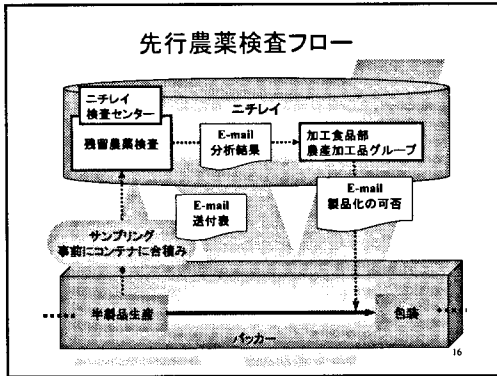 先行農薬検査フロー
ニチレイ
検査センター
ニチレイ
残留農薬検査
E-mail
分析結果
加工食品部
農産加工品グループ
E-mail
送付表
E-mail
製品化の可否
サンプリング
事前にコンテナに合積み
半製品生産
包装
パッカー
16